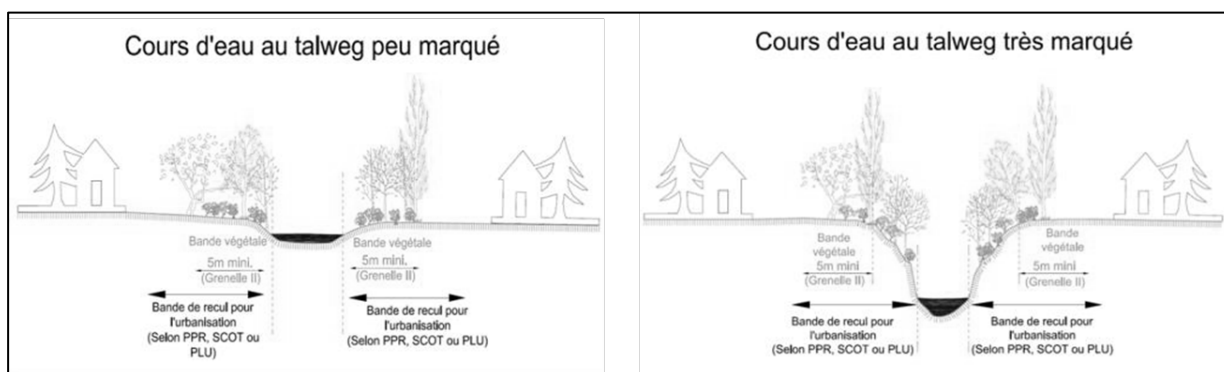 Cours d'eau au talweg peu marqué
Bande végétale
5m mini.
(Grenelle II)
Bande de recul pour
l'urbanisation
(Selon PPR, SCOT ou
PLU)
Bande végétale
5m mini.
(Grenelle II)
Bande de recul pour
l'urbanisation
(Selon PPR, SCOT ou PLU)
Cours d'eau au talweg très marqué
Bande
végétale
5m mini
(Grenelle II)
Bande de recul pour
l'urbanisation
(Selon PPR, SCOT ou PLU)
Bande
végétale
5m mini
(Grenelle II)
Bande de recul pour
l'urbanisation
(Selon PPR, SCOT ou PLU)